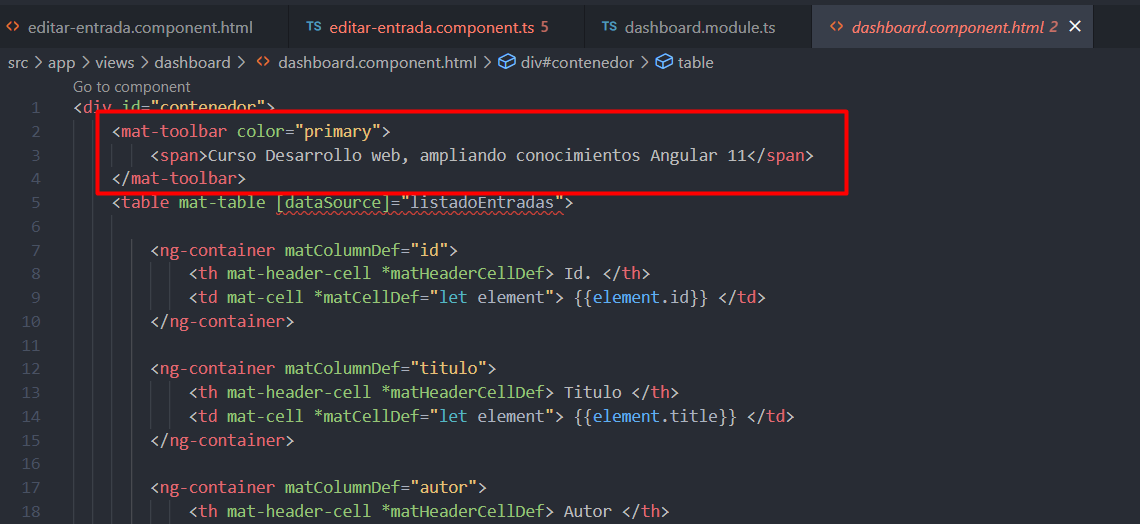 <> editar-entrada.component.html TS editar-entrada.component.ts 5 TS dashboard.module.ts <> dashboard.component.html 2 ×
src > app > views > dashboard > <> dashboard.component.html > div#contenedor > table
Go to component
1 <div id="contenedor">
2 <mat-toolbar color="primary">
3 <span>Curso Desarrollo web, ampliando conocimientos Angular 11</span>
4 </mat-toolbar>
5 <table mat-table [dataSource]="listadoEntradas">
6
7 <ng-container matColumnDef="id">
8 <th mat-header-cell *matHeaderCellDef> Id. </th>
9 <td mat-cell *matCellDef="let element"> {{element.id}} </td>
10 </ng-container>
11
12 <ng-container matColumnDef="titulo">
13 <th mat-header-cell *matHeaderCellDef> Titulo </th>
14 <td mat-cell *matCellDef="let element"> {{element.title}} </td>
15 </ng-container>
16
17 <ng-container matColumnDef="autor">
18 <th mat-header-cell *matHeaderCellDef> Autor </th>